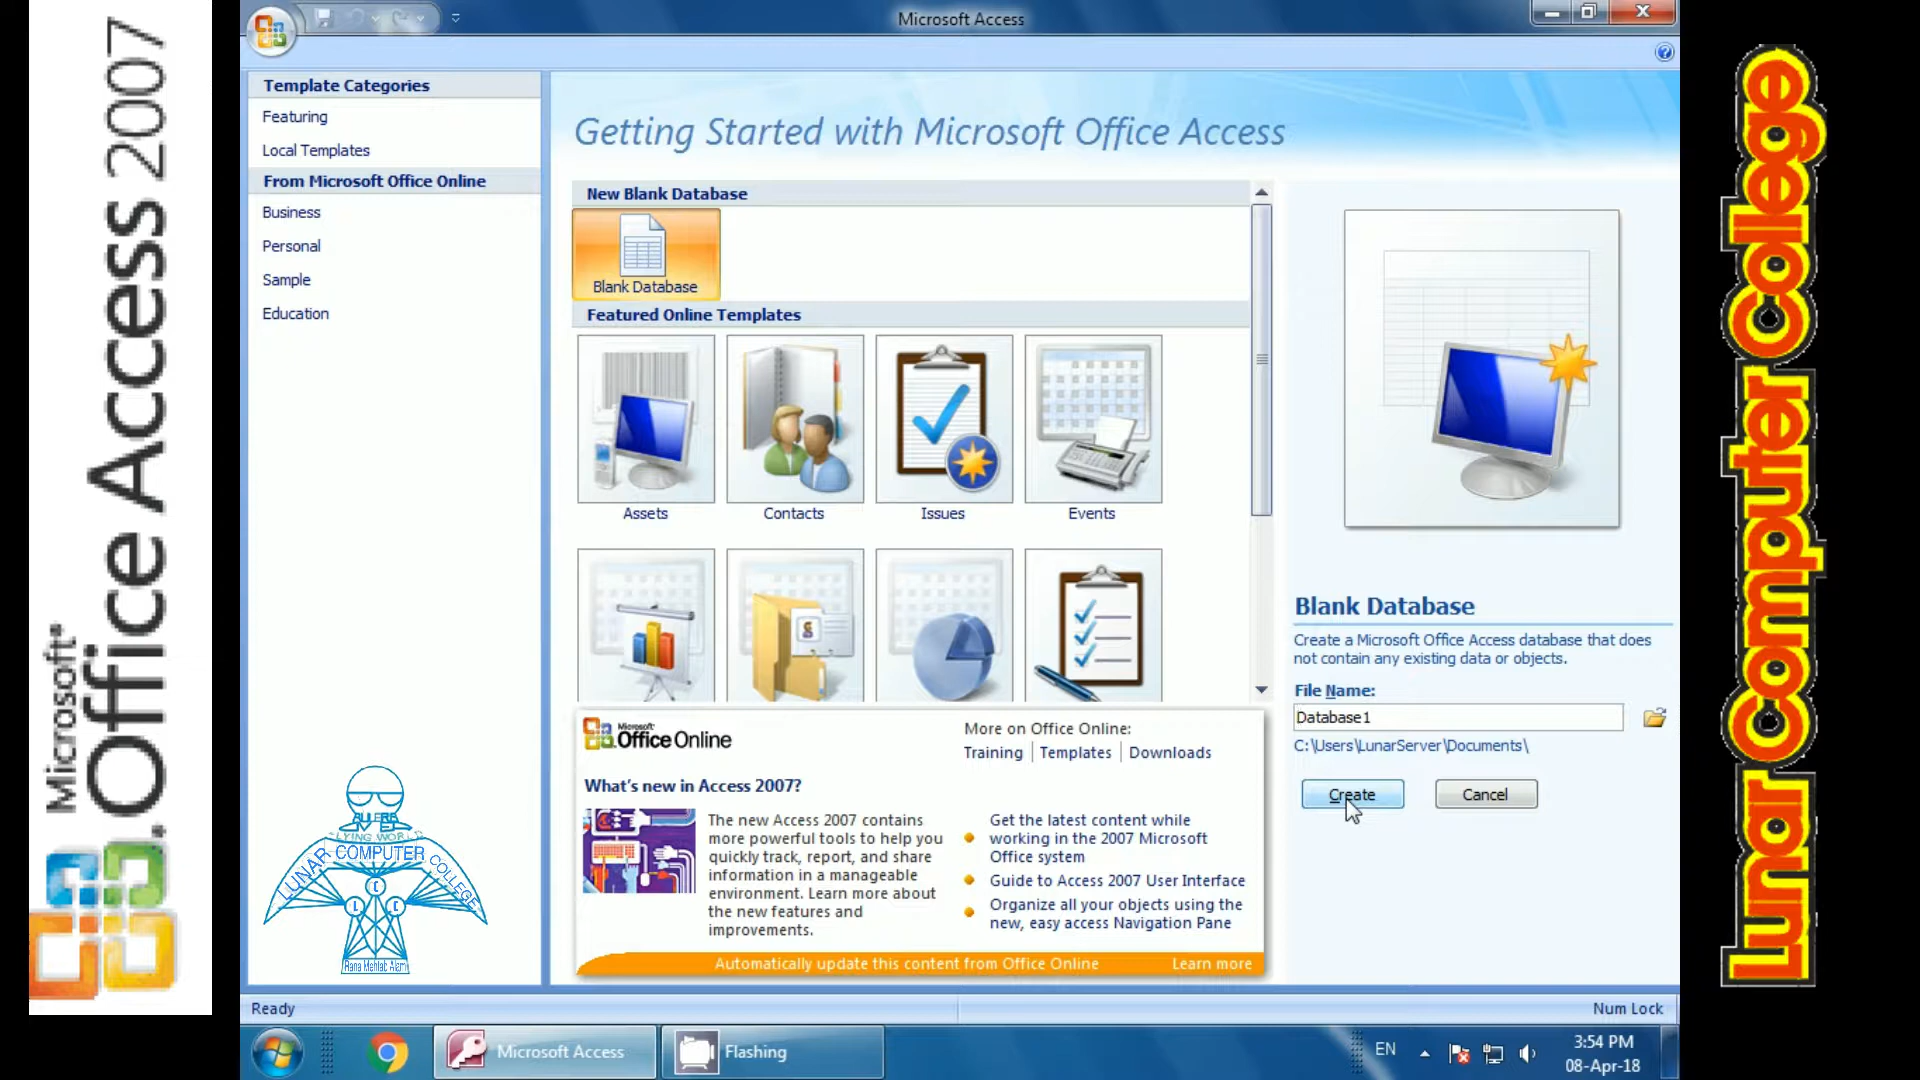 Microsoft®
Office Access 2007
Microsoft Access
Template Categories
Featuring
Local Templates
From Microsoft Office Online
Business
Personal
Sample
Education
Getting Started with Microsoft Office Access
New Blank Database
Blank Database
Featured Online Templates
Assets
Contacts
Issues
Events
Microsoft®
Office Online
More on Office Online:
Training | Templates | Downloads
What's new in Access 2007?
The new Access 2007 contains
more powerful tools to help you
quickly track, report, and share
information in a manageable
environment. Learn more about
the new features and
improvements.
Get the latest content while
working in the 2007 Microsoft
Office system
Guide to Access 2007 User Interface
Organize all your objects using the
new, easy access Navigation Pane
Automatically update this content from Office Online
Learn more
Blank Database
Create a Microsoft Office Access database that does
not contain any existing data or objects.
File Name:
Database1
C:\Users\LunarServer\Documents\
Create
Cancel
LUNAR COMPUTER COLLEGE
L C C
Rana Mehtab Alam
Ready
Num Lock
Microsoft Access
Flashing
EN
3:54 PM
08-Apr-18
Lunar Computer College